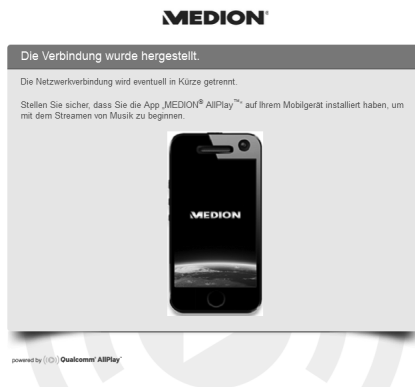 MEDION®
Die Verbindung wurde hergestellt.
Die Netzwerkverbindung wird eventuell in Kürze getrennt.
Stellen Sie sicher, dass Sie die App „MEDION® AllPlay™“ auf Ihrem Mobilgerät installiert haben, um
mit dem Streamen von Musik zu beginnen.
MEDION
powered by Qualcomm® AllPlay™